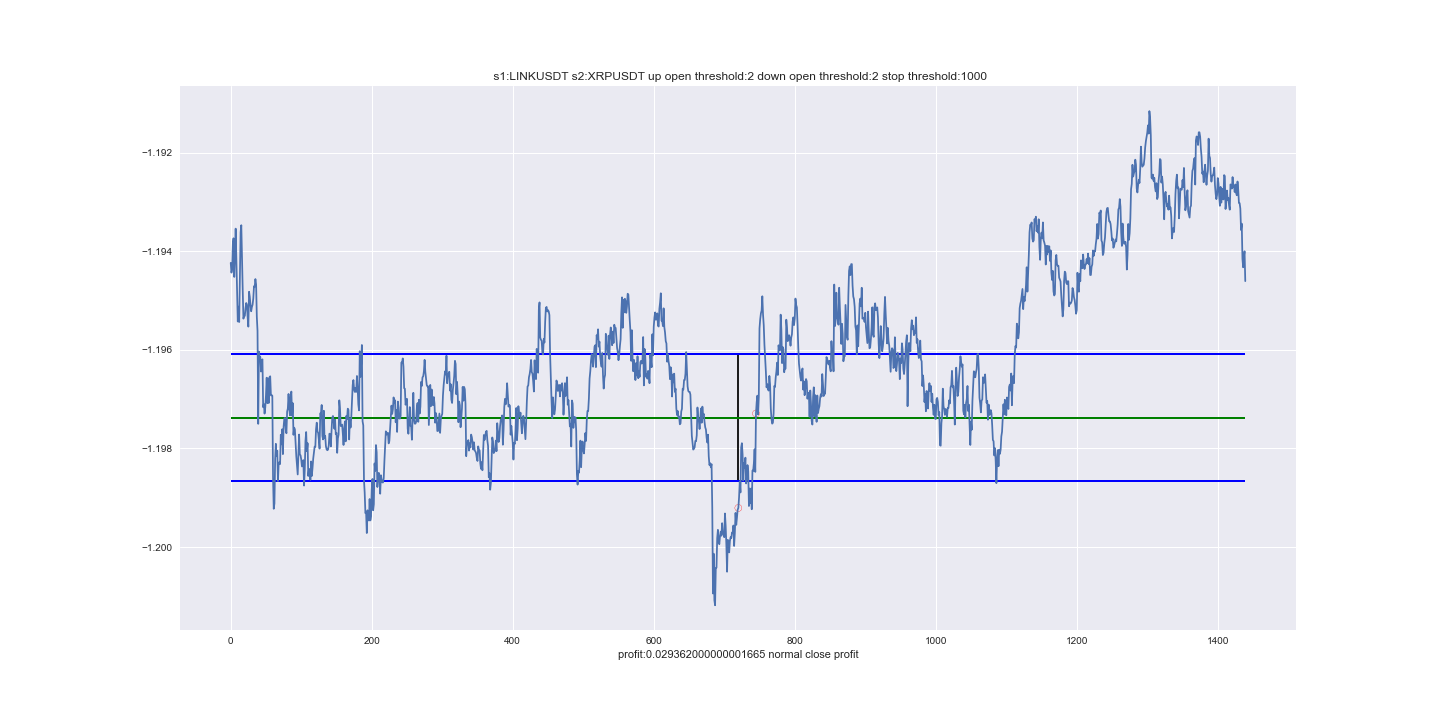 s1:LINKUSDT s2:XRPUSDT up open threshold:2 down open threshold:2 stop threshold:1000
−1.192
−1.194
−1.196
−1.198
−1.200
0 200 400 600 800 1000 1200 1400
profit:0.029362000000001665 normal close profit